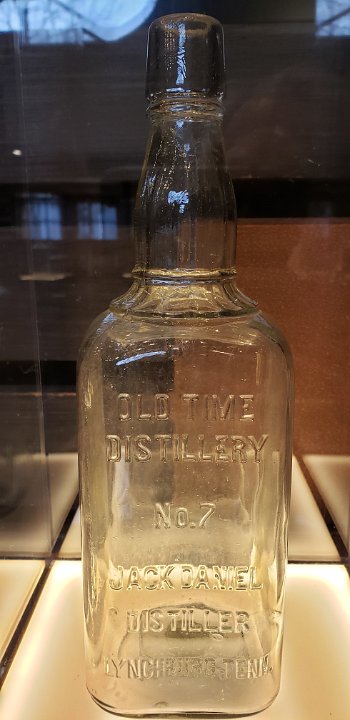 OLD TIME
DISTILLERY
No.7
JACK DANIEL
DISTILLER
LYNCHBURG TENN.